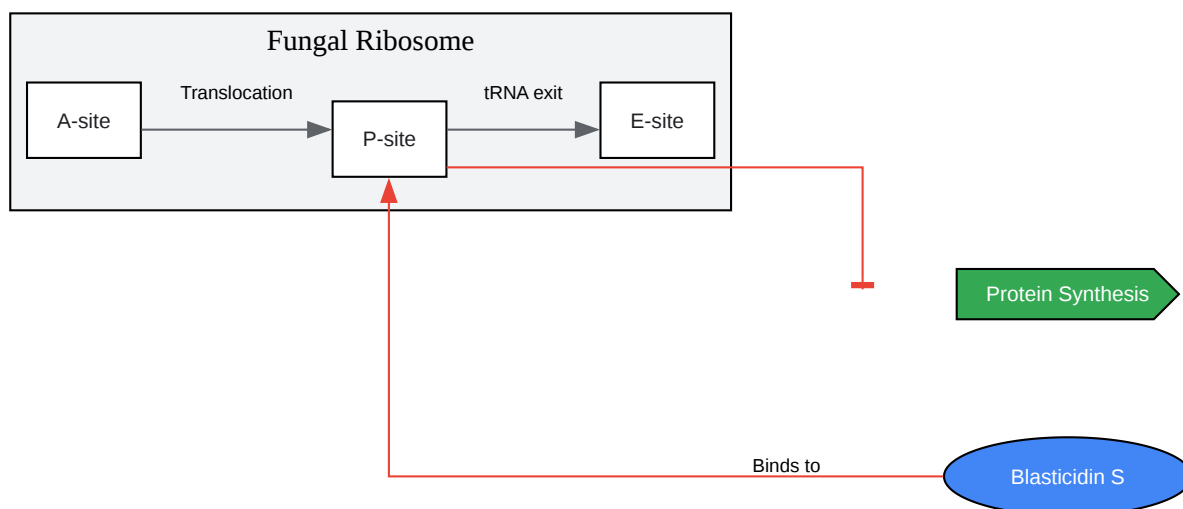 Fungal Ribosome
Translocation
tRNA exit
A-site
P-site
E-site
Protein Synthesis
Binds to
Blasticidin S